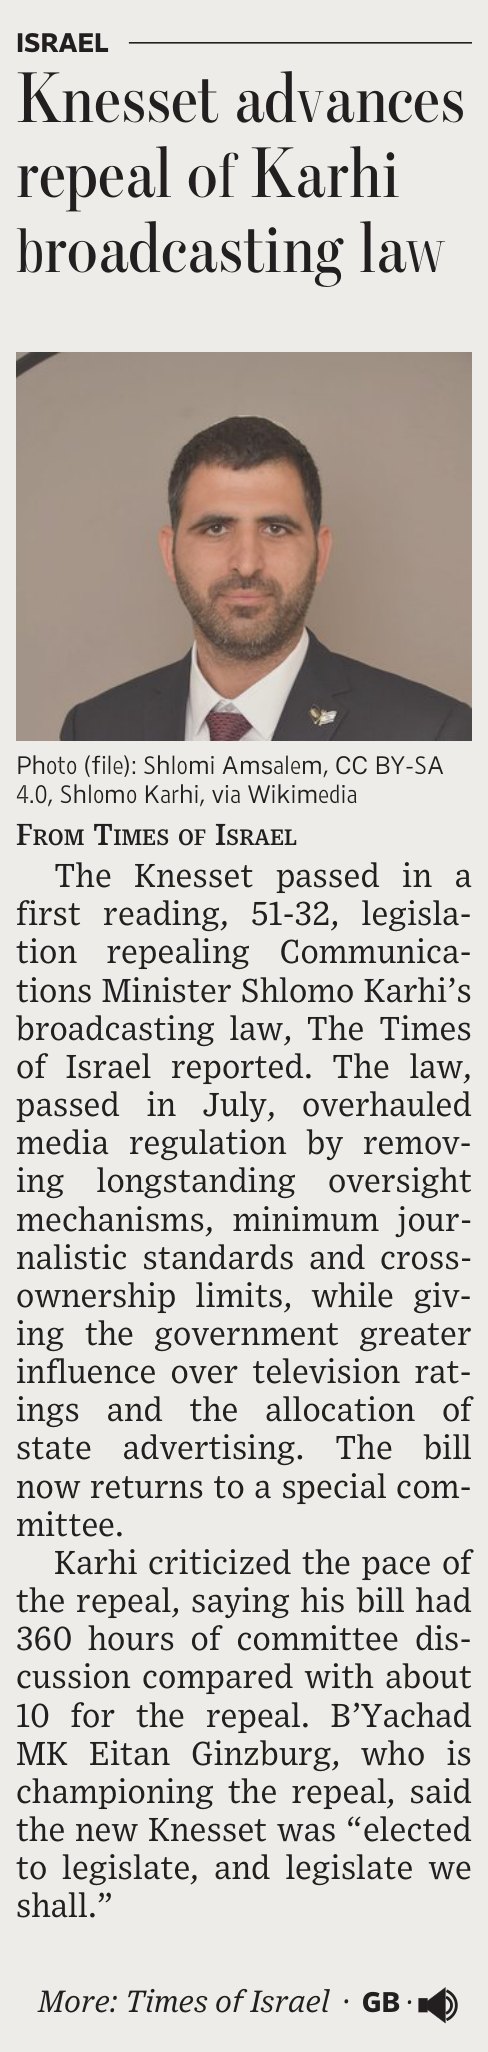 ISRAEL
Knesset advances
repeal of Karhi
broadcasting law
Photo (file): Shlomi Amsalem, CC BY-SA
4.0, Shlomo Karhi, via Wikimedia
FROM TIMES OF ISRAEL
The Knesset passed in a
first reading, 51-32, legisla-
tion repealing Communica-
tions Minister Shlomo Karhi’s
broadcasting law, The Times
of Israel reported. The law,
passed in July, overhauled
media regulation by remov-
ing longstanding oversight
mechanisms, minimum jour-
nalistic standards and cross-
ownership limits, while giv-
ing the government greater
influence over television rat-
ings and the allocation of
state advertising. The bill
now returns to a special com-
mittee.
Karhi criticized the pace of
the repeal, saying his bill had
360 hours of committee dis-
cussion compared with about
10 for the repeal. B’Yachad
MK Eitan Ginzburg, who is
championing the repeal, said
the new Knesset was “elected
to legislate, and legislate we
shall.”
More: Times of Israel · GB ·